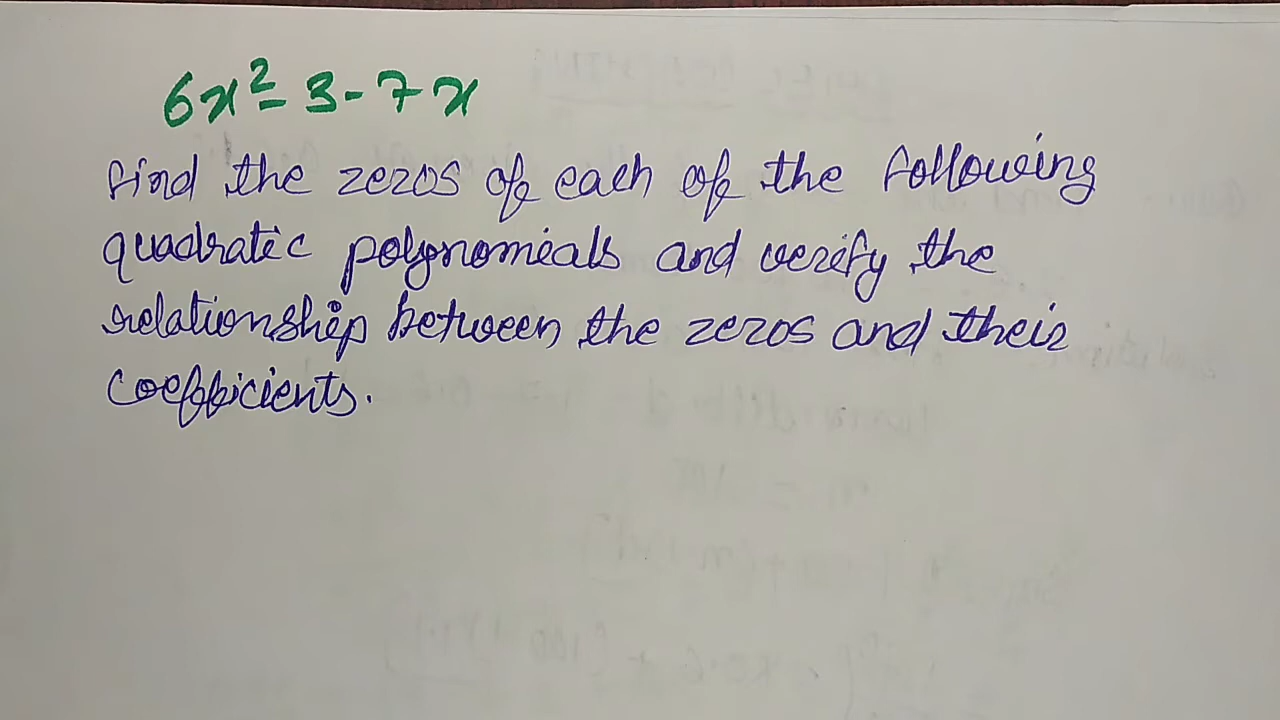 6x²- 3 - 7x
Find the zeros of each of the following
quadratic polynomials and verify the
relationship between the zeros and their
coefficients.